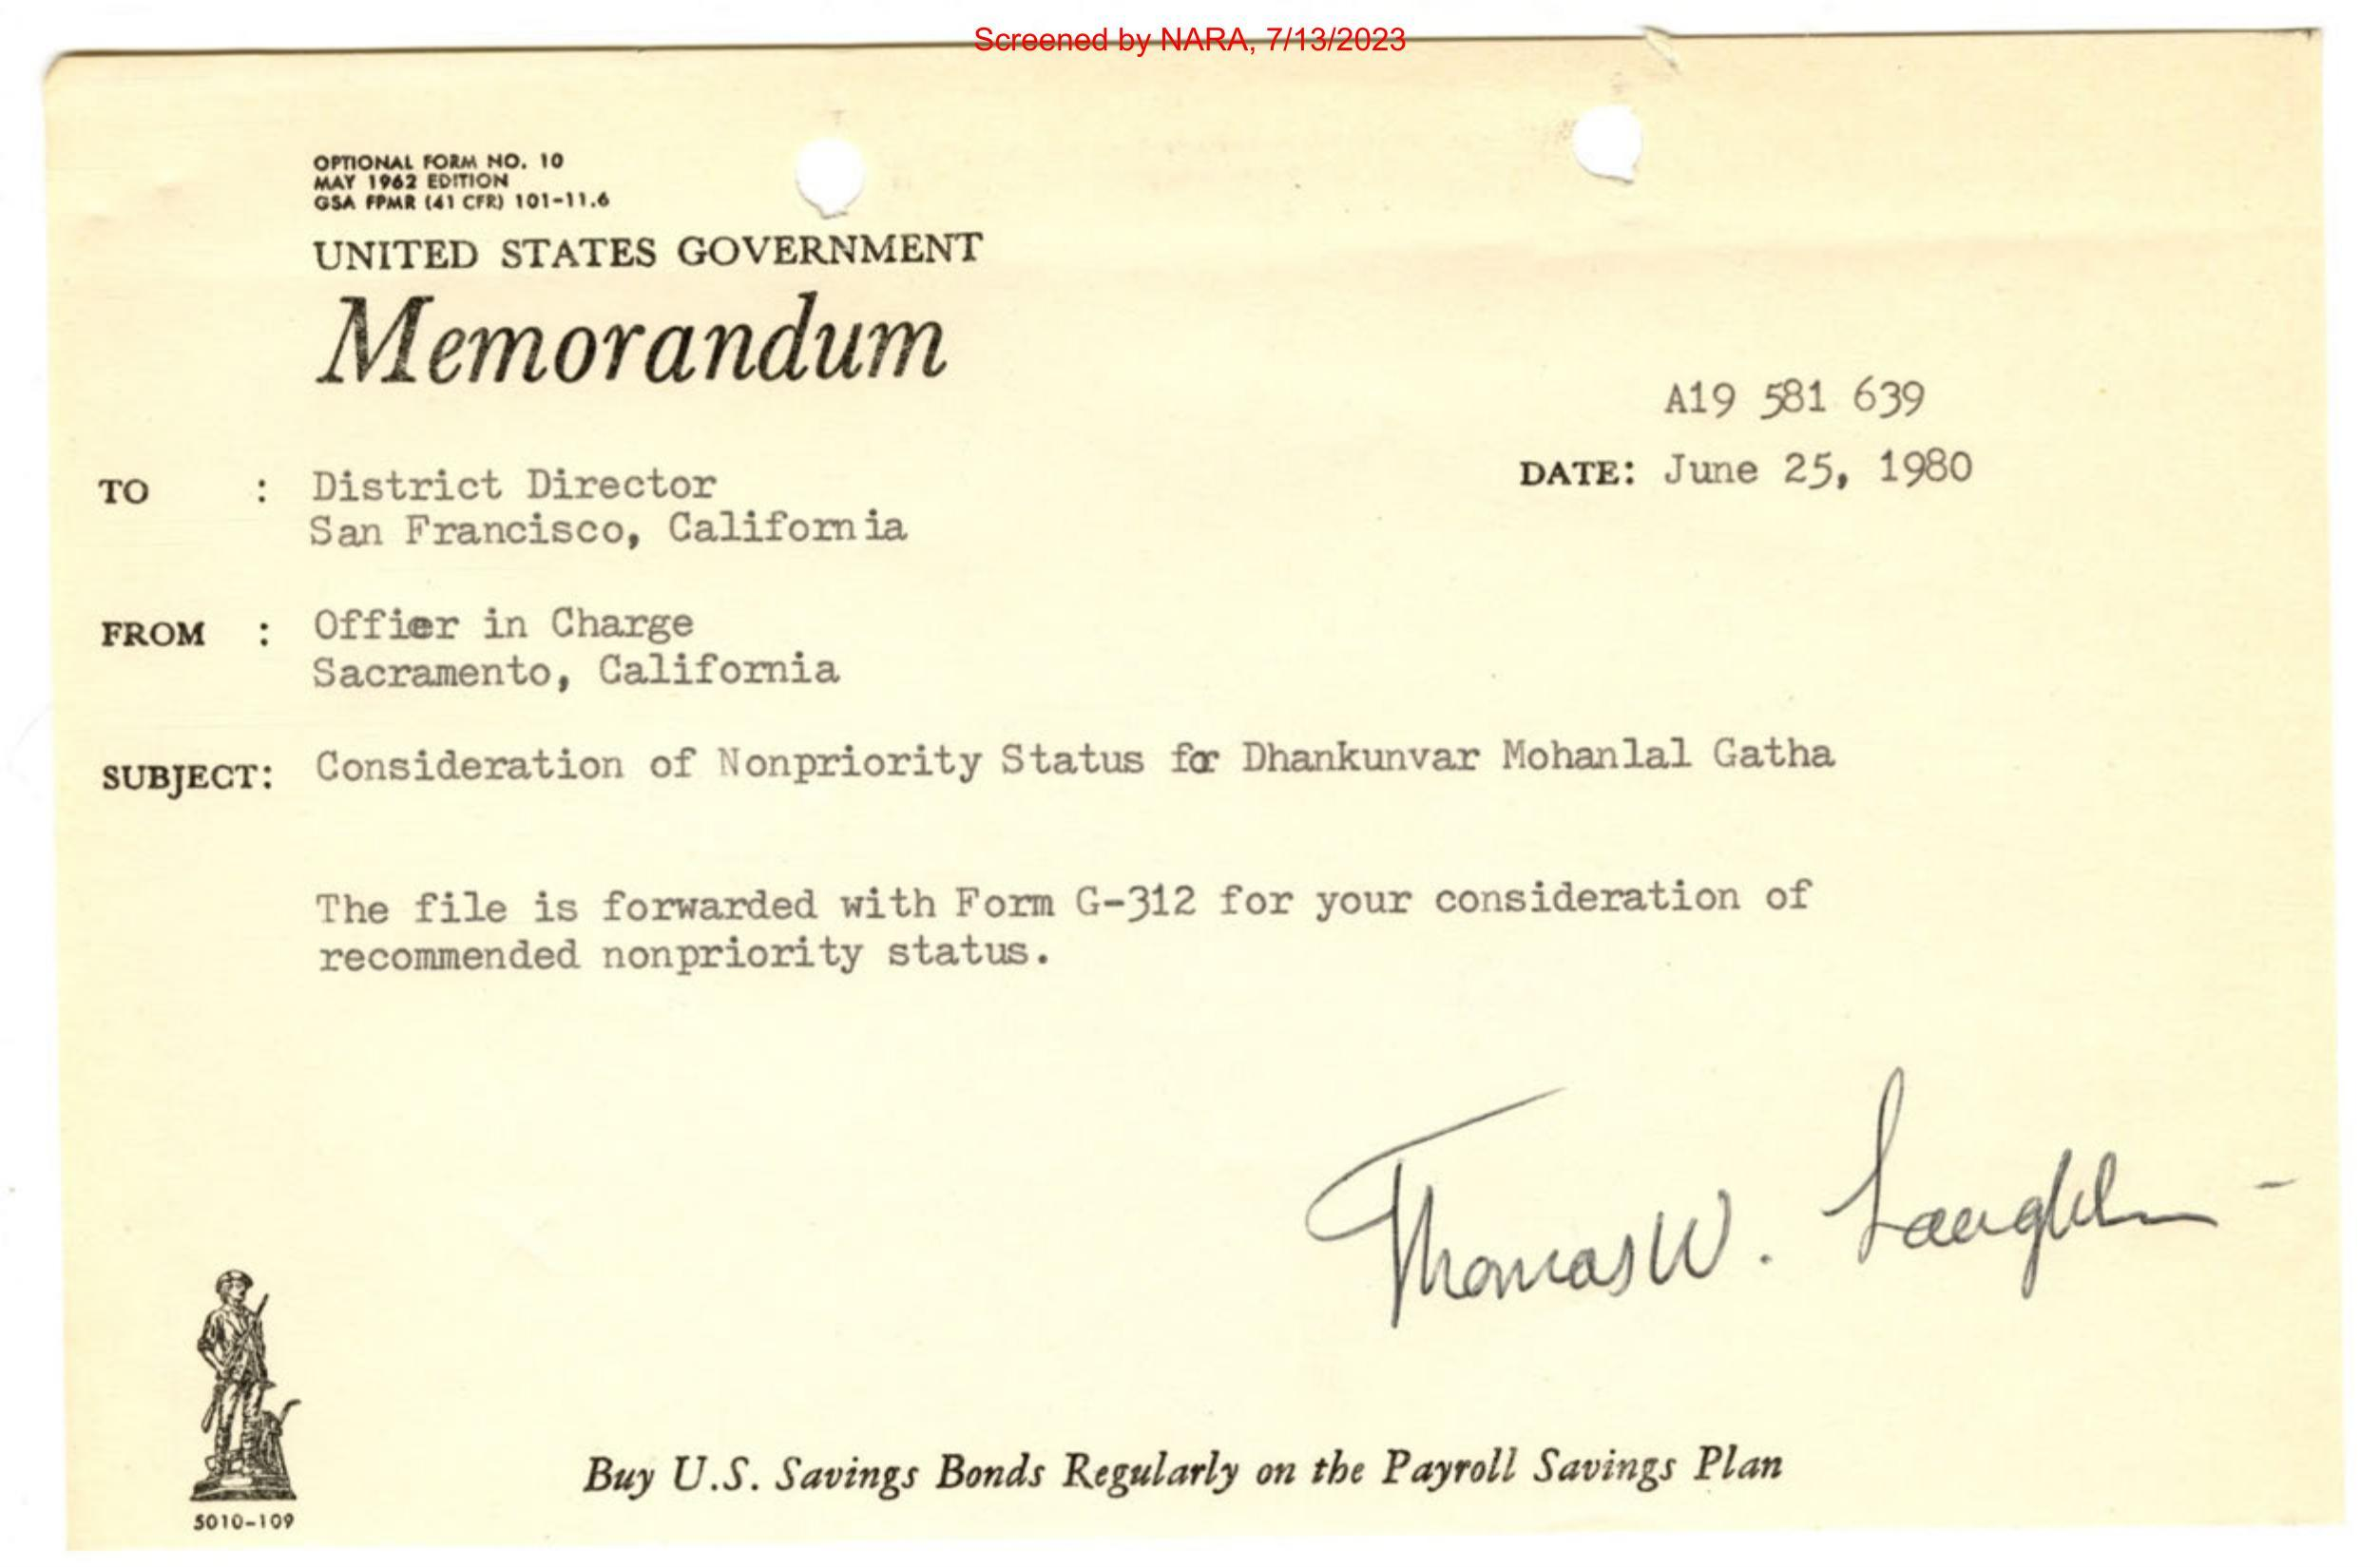 Screened by NARA, 7/13/2023
OPTIONAL FORM NO. 10
MAY 1962 EDITION
GSA FPMR (41 CFR) 101-11.6
UNITED STATES GOVERNMENT
Memorandum
A19 581 639
TO : District Director
DATE: June 25, 1980
San Francisco, California
FROM : Offier in Charge
Sacramento, California
SUBJECT: Consideration of Nonpriority Status for Dhankunvar Mohanlal Gatha
The file is forwarded with Form G-312 for your consideration of
recommended nonpriority status.
Thomas W. Laughlin
Buy U.S. Savings Bonds Regularly on the Payroll Savings Plan
5010-109